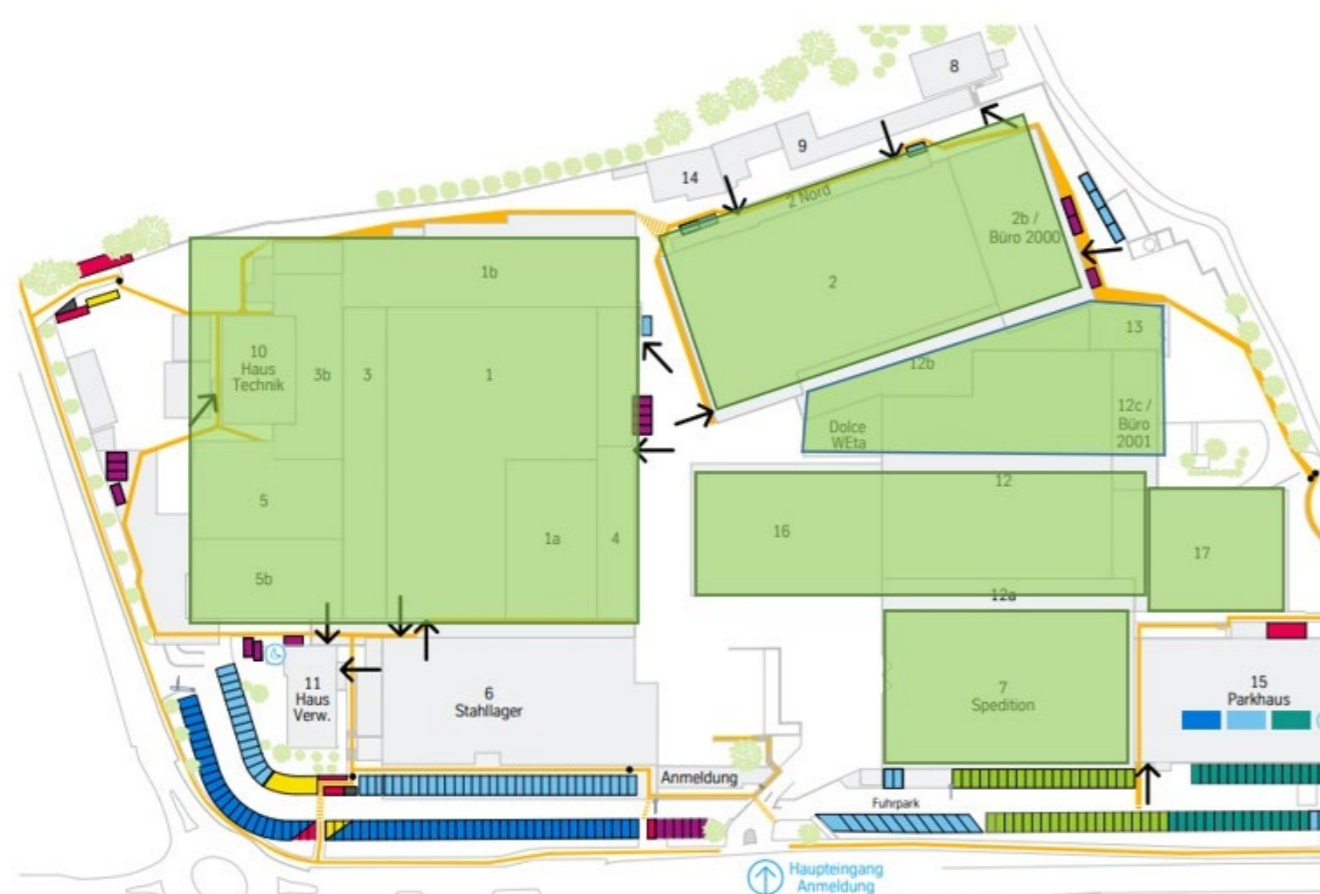 8
9
14
2 Nord
2b /
Büro 2000
1b
2
13
10
Haus
Technik
3b
3
1
12b
Dolce
WEta
12c /
Büro
2001
5
12
16
1a
4
17
5b
12a
11
Haus
Verw.
6
Stahllager
7
Spedition
15
Parkhaus
Anmeldung
Fuhrpark
Haupteingang
Anmeldung